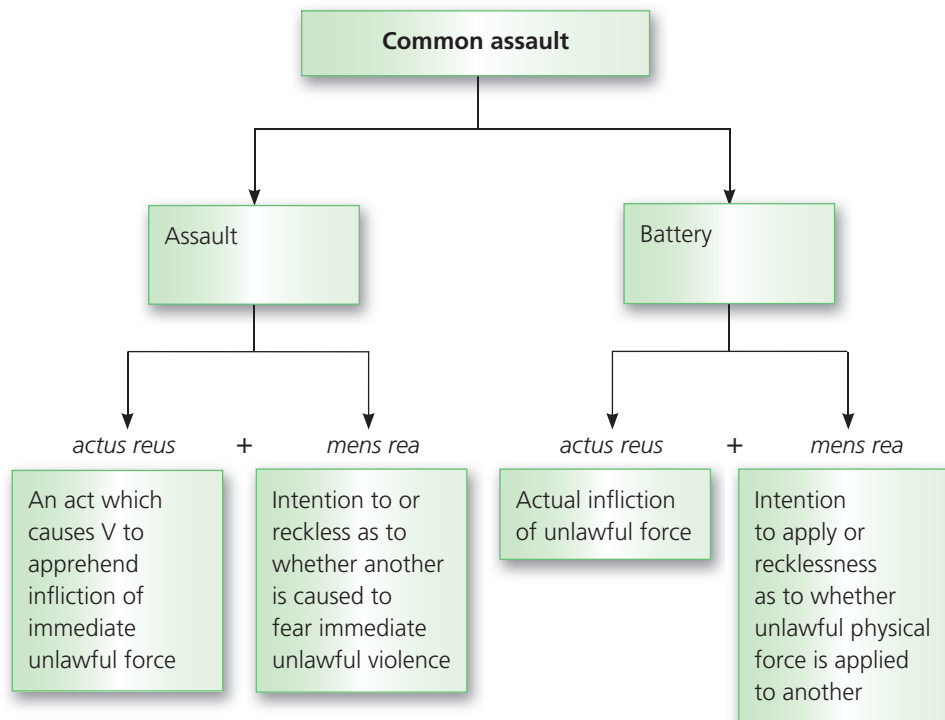 Common assault
Assault
Battery
actus reus + mens rea
actus reus + mens rea
An act which
causes V to
apprehend
infliction of
immediate
unlawful force
Intention to or
reckless as to
whether another
is caused to
fear immediate
unlawful violence
Actual infliction
of unlawful force
Intention
to apply or
recklessness
as to whether
unlawful physical
force is applied
to another